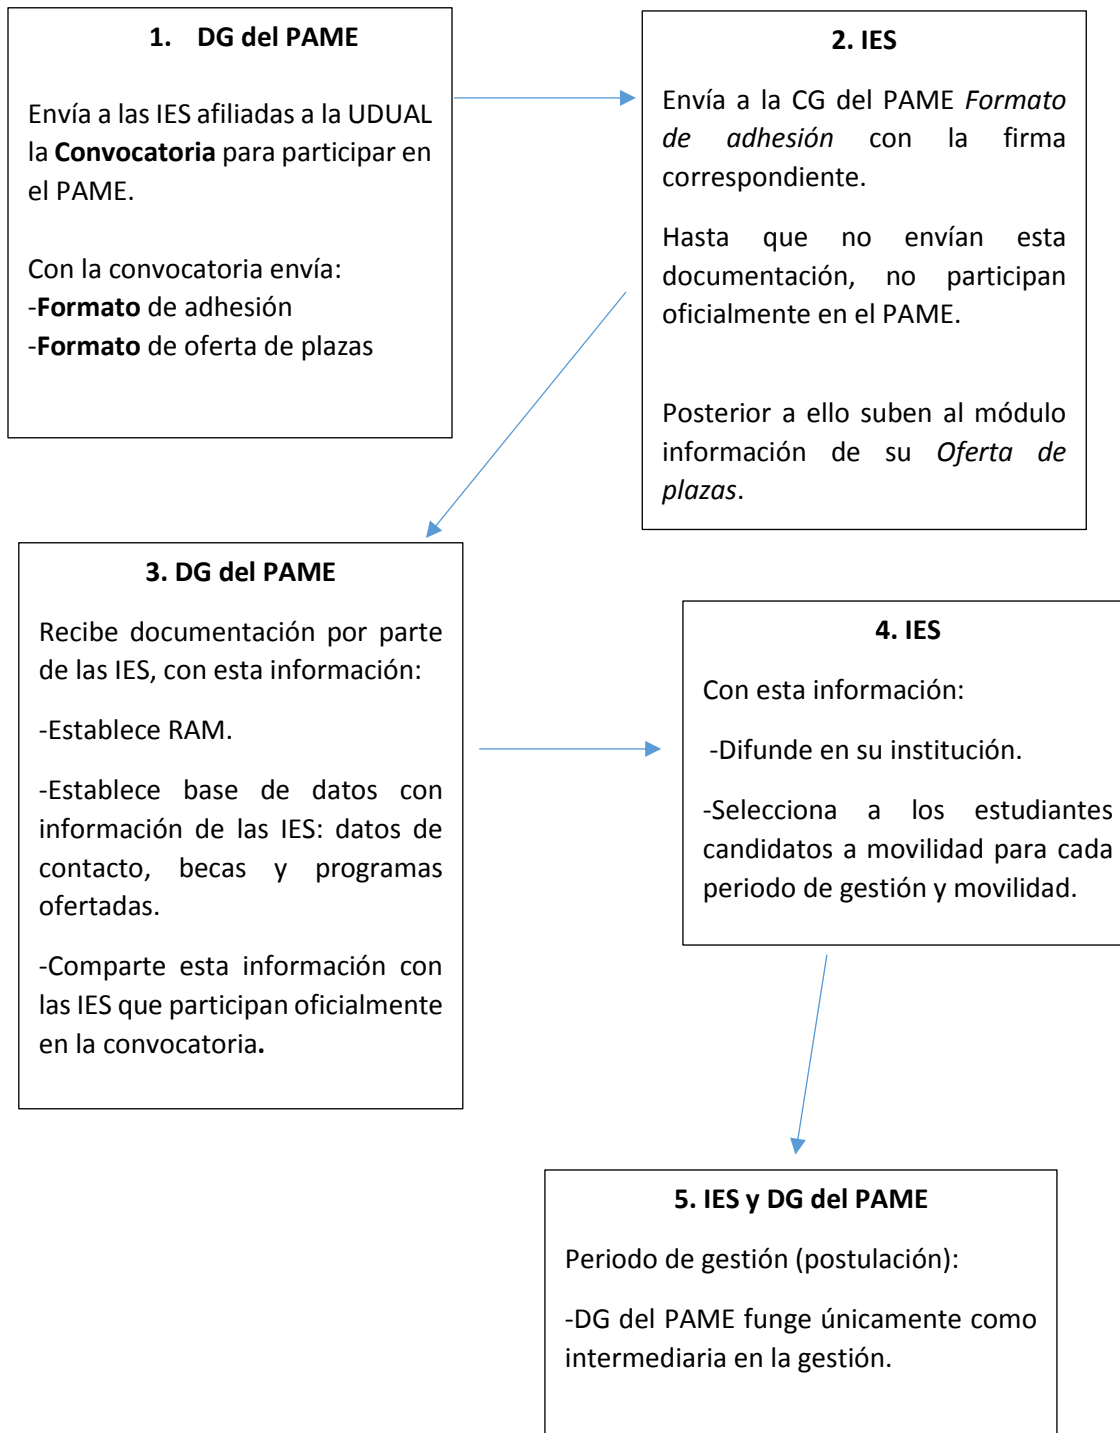 1. DG del PAME
Envía a las IES afiliadas a la UDUAL
la Convocatoria para participar en
el PAME.
Con la convocatoria envía:
-Formato de adhesión
-Formato de oferta de plazas
2. IES
Envía a la CG del PAME Formato
de adhesión con la firma
correspondiente.
Hasta que no envían esta
documentación, no participan
oficialmente en el PAME.
Posterior a ello suben al módulo
información de su Oferta de
plazas.
3. DG del PAME
Recibe documentación por parte
de las IES, con esta información:
-Establece RAM.
-Establece base de datos con
información de las IES: datos de
contacto, becas y programas
ofertadas.
-Comparte esta información con
las IES que participan oficialmente
en la convocatoria.
4. IES
Con esta información:
-Difunde en su institución.
-Selecciona a los estudiantes
candidatos a movilidad para cada
periodo de gestión y movilidad.
5. IES y DG del PAME
Periodo de gestión (postulación):
-DG del PAME funge únicamente como
intermediaria en la gestión.